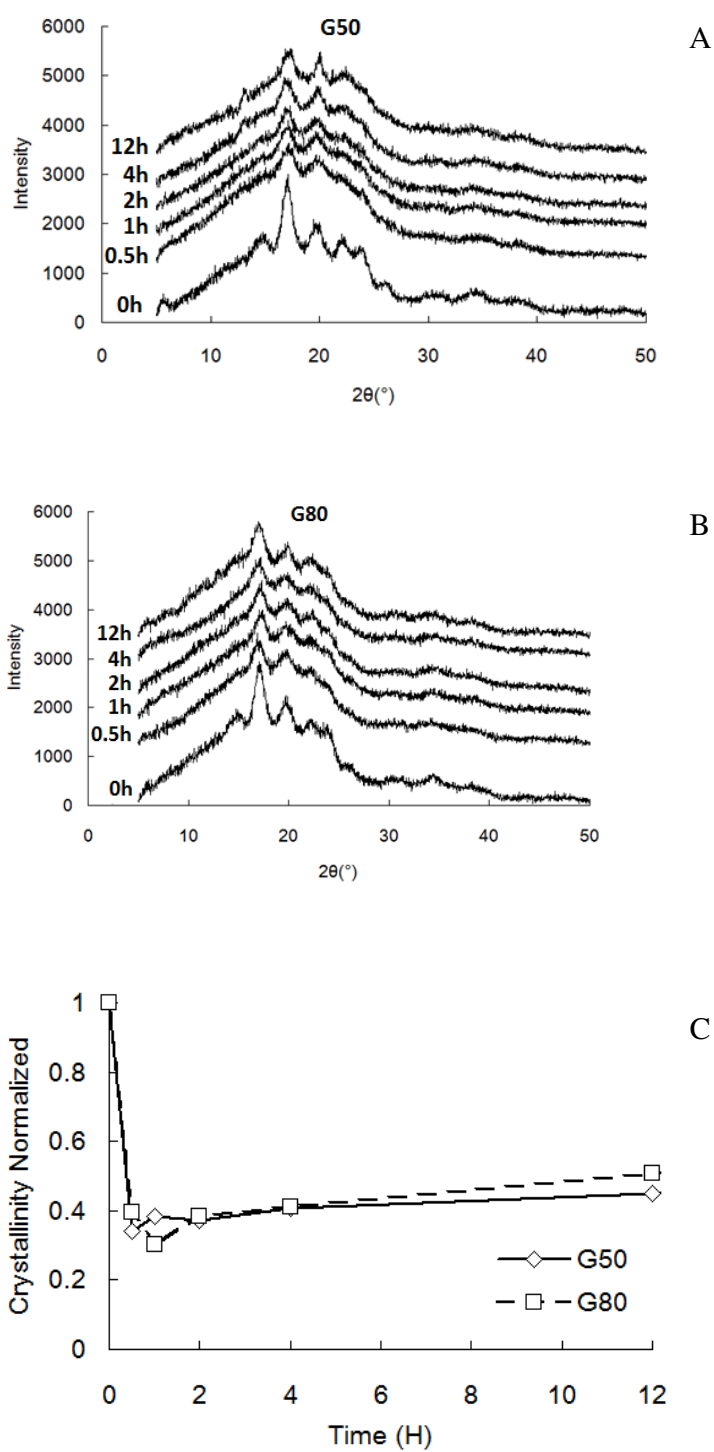 G50
A
6000
5000
4000
3000
2000
1000
0
Intensity
12h
4h
2h
1h
0.5h
0h
0 10 20 30 40 50
2θ(°)
G80
B
6000
5000
4000
3000
2000
1000
0
Intensity
12h
4h
2h
1h
0.5h
0h
0 10 20 30 40 50
2θ(°)
C
1
0.8
0.6
0.4
0.2
0
Crystallinity Normalized
G50
G80
0 2 4 6 8 10 12
Time (H)